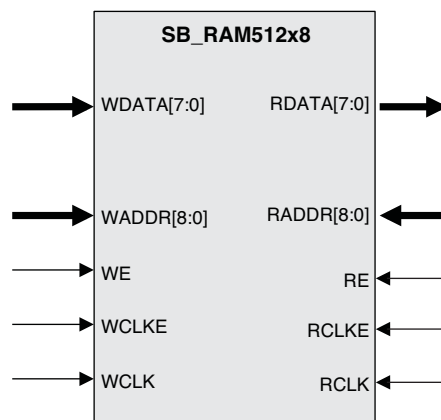 SB_RAM512x8
WDATA[7:0] RDATA[7:0]
WADDR[8:0] RADDR[8:0]
WE RE
WCLKE RCLKE
WCLK RCLK